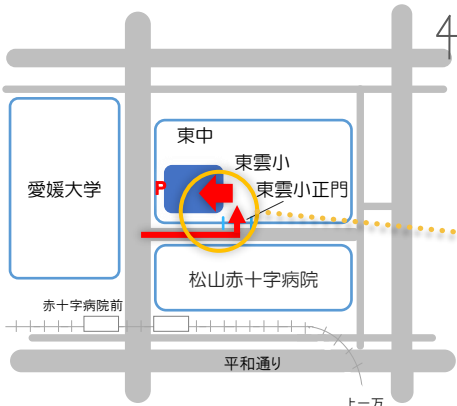 東中
P
東雲小
愛媛大学
東雲小正門
松山赤十字病院
赤十字病院前
平和通り
上一万